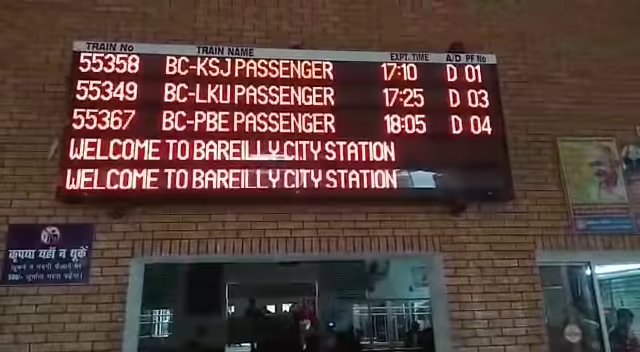 TRAIN No TRAIN NAME EXPT. TIME A/D PF No
55358 BC-KSJ PASSENGER 17:10 D 01
55349 BC-LKU PASSENGER 17:25 D 03
55367 BC-PBE PASSENGER 18:05 D 04
WELCOME TO BAREILLY CITY STATION
WELCOME TO BAREILLY CITY STATION
कृपया यहाँ न थूकें